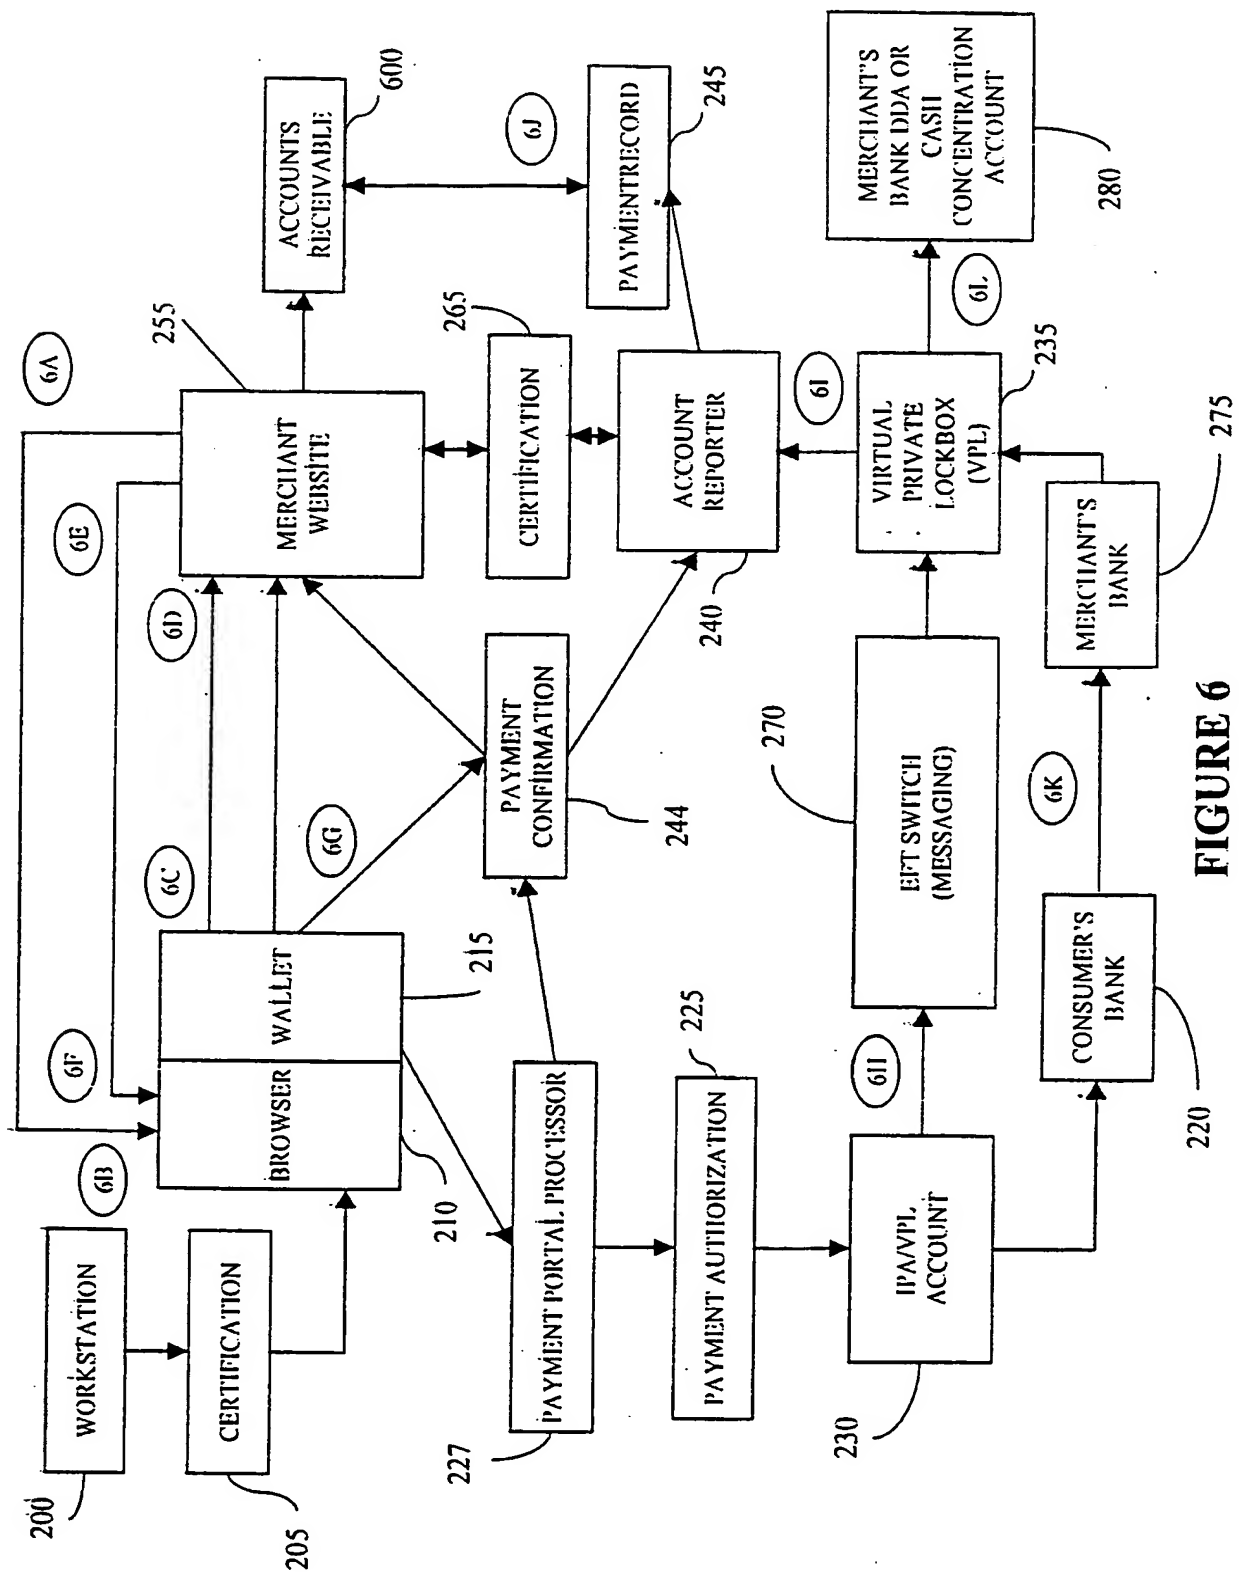 6A
6E
6F
6B
6C
6D
255
MERCHANT
WEBSITE
ACCOUNTS
RECEIVABLE
600
WORKSTATION
200
CERTIFICATION
205
BROWSER
WALLET
210
215
6G
PAYMENT
CONFIRMATION
244
CERTIFICATION
265
6J
PAYMENTRECORD
245
PAYMENT PORTAL PROCESSOR
227
PAYMENT AUTHORIZATION
225
ACCOUNT
REPORTER
240
6I
IPA/VPL
ACCOUNT
230
6H
EFT SWITCH
(MESSAGING)
270
VIRTUAL
PRIVATE
LOCKBOX
(VPL)
235
6L
MERCHANT'S
BANK DDA OR
CASH
CONCENTRATION
ACCOUNT
280
CONSUMER'S
BANK
220
6K
MERCHANT'S
BANK
275
FIGURE 6